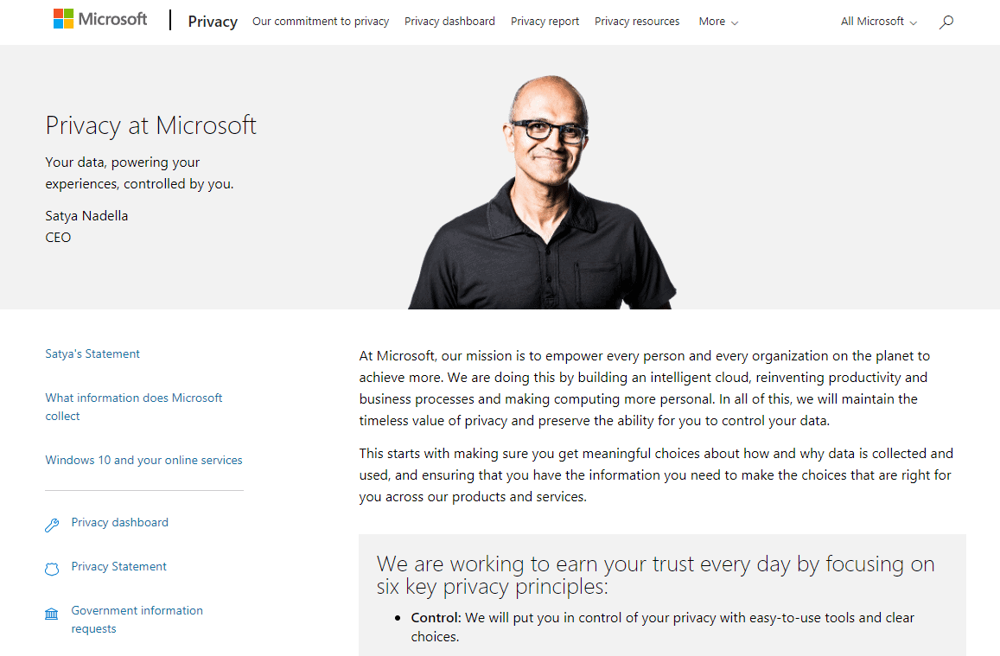 Microsoft
Privacy
Our commitment to privacy
Privacy dashboard
Privacy report
Privacy resources
More
All Microsoft
Privacy at Microsoft
Your data, powering your
experiences, controlled by you.
Satya Nadella
CEO
Satya's Statement
What information does Microsoft
collect
Windows 10 and your online services
Privacy dashboard
Privacy Statement
Government information
requests
At Microsoft, our mission is to empower every person and every organization on the planet to
achieve more. We are doing this by building an intelligent cloud, reinventing productivity and
business processes and making computing more personal. In all of this, we will maintain the
timeless value of privacy and preserve the ability for you to control your data.
This starts with making sure you get meaningful choices about how and why data is collected and
used, and ensuring that you have the information you need to make the choices that are right for
you across our products and services.
We are working to earn your trust every day by focusing on
six key privacy principles:
• Control: We will put you in control of your privacy with easy-to-use tools and clear
choices.